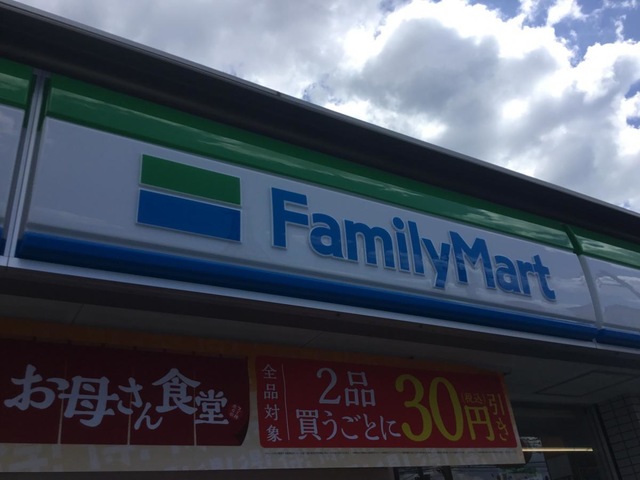 FamilyMart
お母さん食堂
全品対象
2品
買うごとに
30円(税込)引き